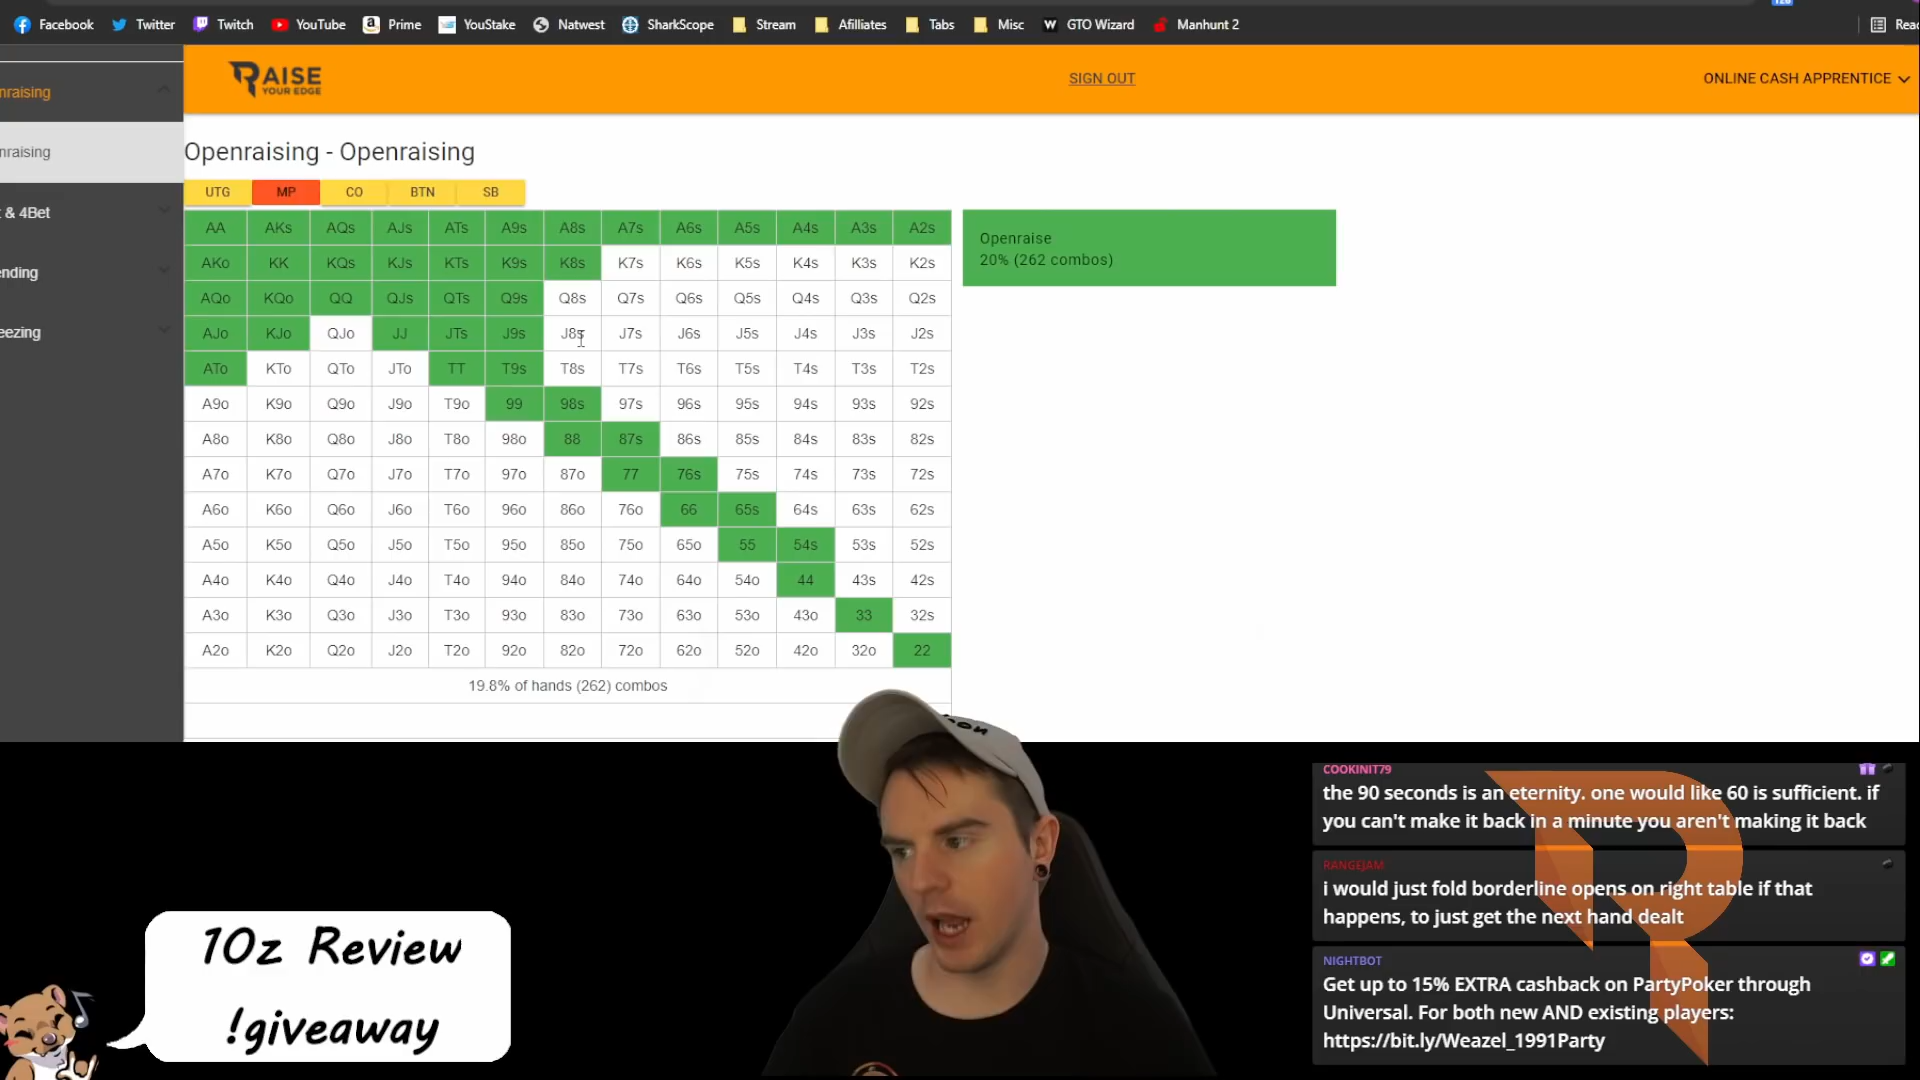 Facebook Twitter Twitch YouTube Prime YouStake Natwest SharkScope Stream Afilliates Tabs Misc GTO Wizard Manhunt 2
RAISE YOUR EDGE
SIGN OUT
ONLINE CASH APPRENTICE
nraising
nraising
t & 4Bet
ending
eezing
Openraising - Openraising
UTG MP CO BTN SB
AA AKs AQs AJs ATs A9s A8s A7s A6s A5s A4s A3s A2s
AKo KK KQs KJs KTs K9s K8s K7s K6s K5s K4s K3s K2s
AQo KQo QQ QJs QTs Q9s Q8s Q7s Q6s Q5s Q4s Q3s Q2s
AJo KJo QJo JJ JTs J9s J8s J7s J6s J5s J4s J3s J2s
ATo KTo QTo JTo TT T9s T8s T7s T6s T5s T4s T3s T2s
A9o K9o Q9o J9o T9o 99 98s 97s 96s 95s 94s 93s 92s
A8o K8o Q8o J8o T8o 98o 88 87s 86s 85s 84s 83s 82s
A7o K7o Q7o J7o T7o 97o 87o 77 76s 75s 74s 73s 72s
A6o K6o Q6o J6o T6o 96o 86o 76o 66 65s 64s 63s 62s
A5o K5o Q5o J5o T5o 95o 85o 75o 65o 55 54s 53s 52s
A4o K4o Q4o J4o T4o 94o 84o 74o 64o 54o 44 43s 42s
A3o K3o Q3o J3o T3o 93o 83o 73o 63o 53o 43o 33 32s
A2o K2o Q2o J2o T2o 92o 82o 72o 62o 52o 42o 32o 22
19.8% of hands (262) combos
Openraise
20% (262 combos)
10z Review
!giveaway
COOKINIT79
the 90 seconds is an eternity. one would like 60 is sufficient. if
you can't make it back in a minute you aren't making it back
RANGEJAM
i would just fold borderline opens on right table if that
happens, to just get the next hand dealt
NIGHTBOT
Get up to 15% EXTRA cashback on PartyPoker through
Universal. For both new AND existing players:
https://bit.ly/Weazel_1991Party